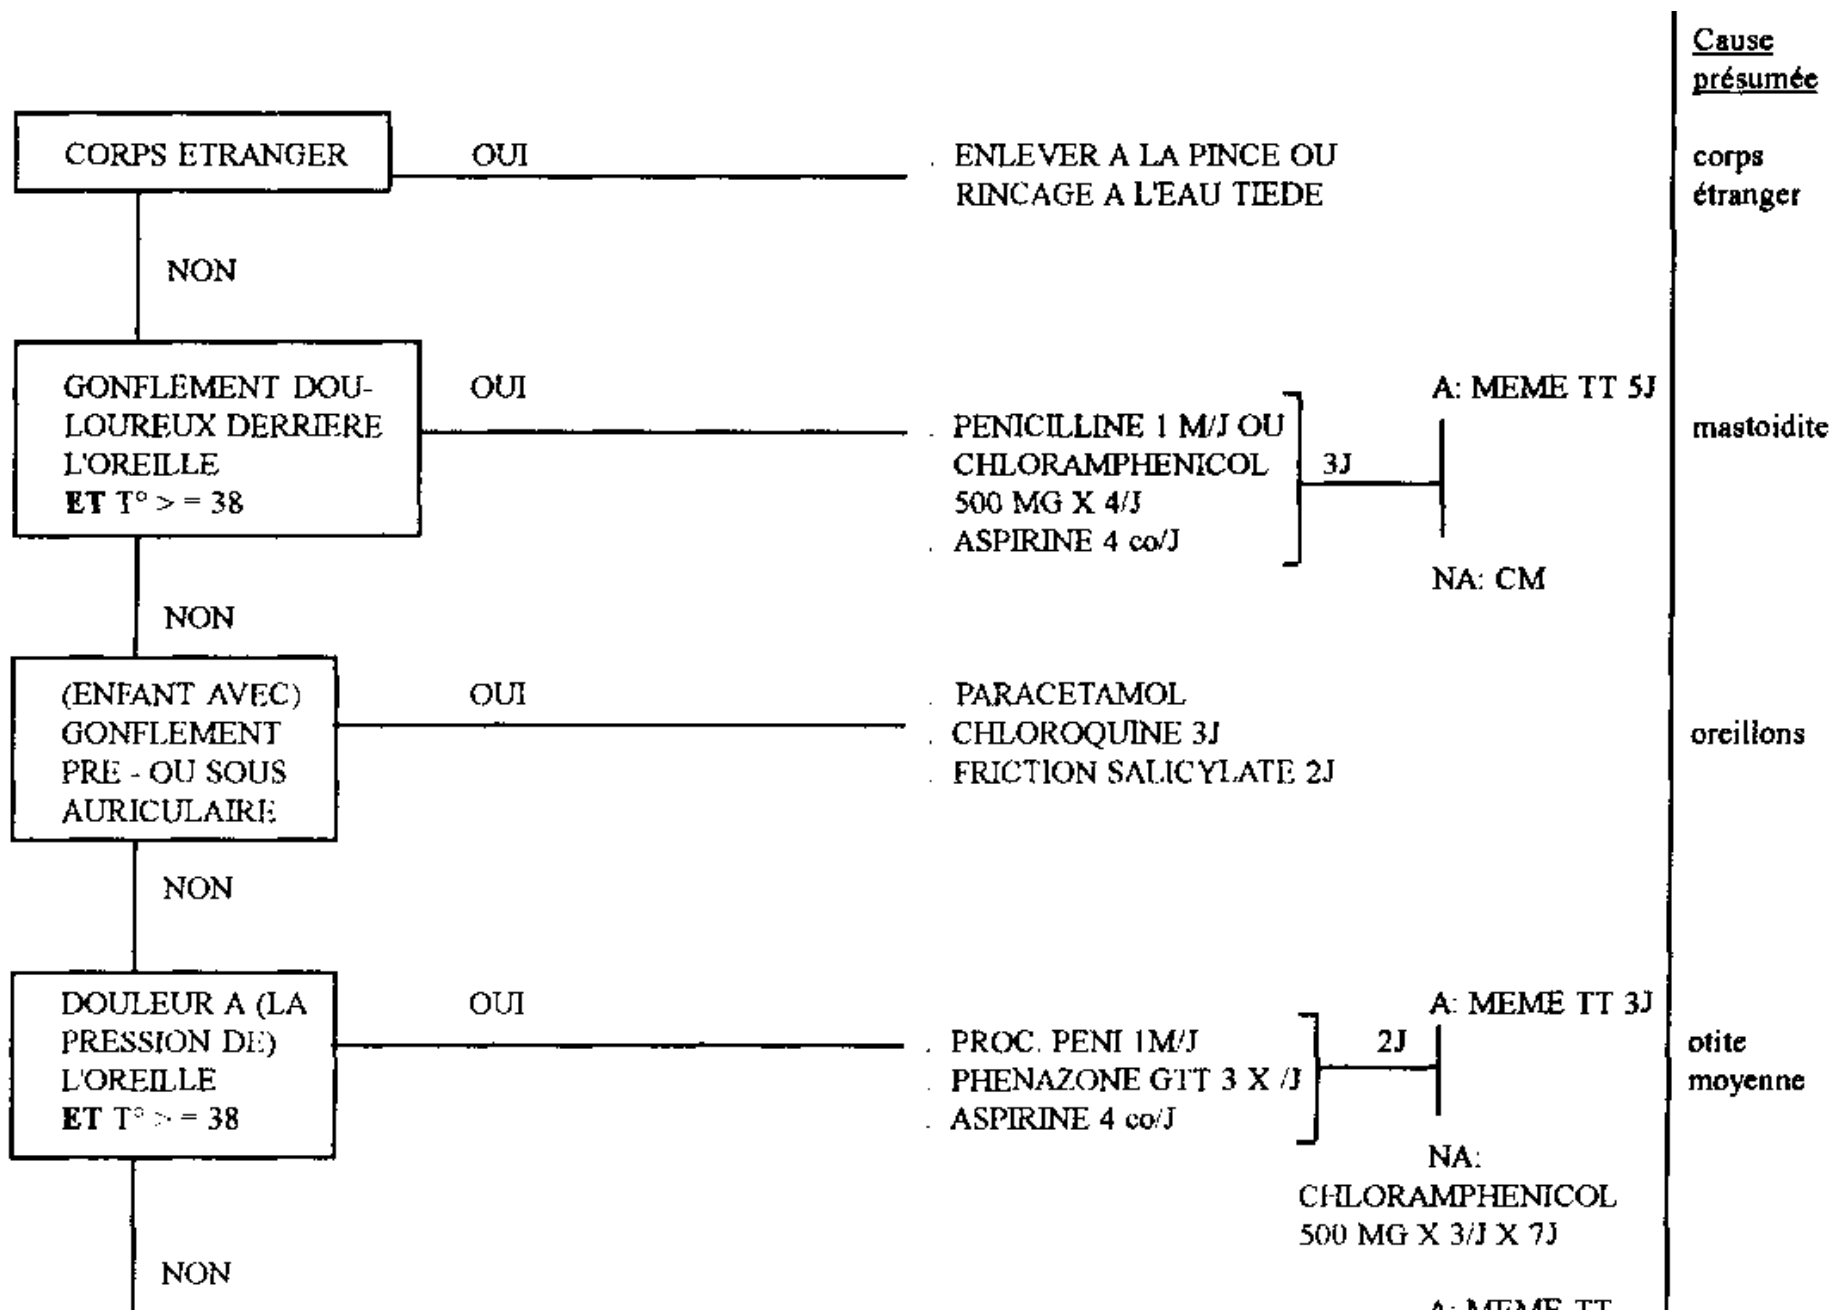 Cause
présumée
CORPS ETRANGER
OUI
. ENLEVER A LA PINCE OU
RINCAGE A L'EAU TIEDE
corps
étranger
NON
GONFLEMENT DOU-
LOUREUX DERRIERE
L'OREILLE
ET T° > = 38
OUI
. PENICILLINE 1 M/J OU
CHLORAMPHENICOL
500 MG X 4/J
. ASPIRINE 4 co/J
3J
A: MEME TT 5J
NA: CM
mastoidite
NON
(ENFANT AVEC)
GONFLEMENT
PRE - OU SOUS
AURICULAIRE
OUI
. PARACETAMOL
. CHLOROQUINE 3J
. FRICTION SALICYLATE 2J
oreillons
NON
DOULEUR A (LA
PRESSION DE)
L'OREILLE
ET T° > = 38
OUI
. PROC. PENI 1M/J
. PHENAZONE GTT 3 X /J
. ASPIRINE 4 co/J
2J
A: MEME TT 3J
NA:
CHLORAMPHENICOL
500 MG X 3/J X 7J
otite
moyenne
NON
A: MEME TT